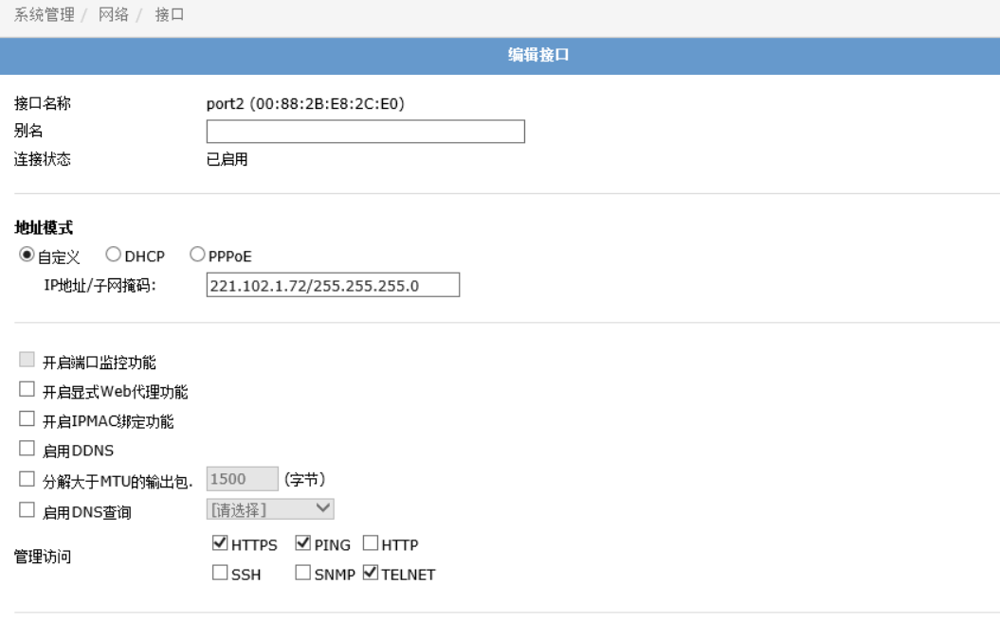 系统管理 / 网络 / 接口
编辑接口
接口名称 port2 (00:88:2B:E8:2C:E0)
别名
连接状态 已启用
地址模式
自定义 DHCP PPPoE
IP地址/子网掩码: 221.102.1.72/255.255.255.0
开启端口监控功能
开启显式Web代理功能
开启IPMAC绑定功能
启用DDNS
分解大于MTU的输出包. 1500 (字节)
启用DNS查询 [请选择]
管理访问 HTTPS PING HTTP
SSH SNMP TELNET